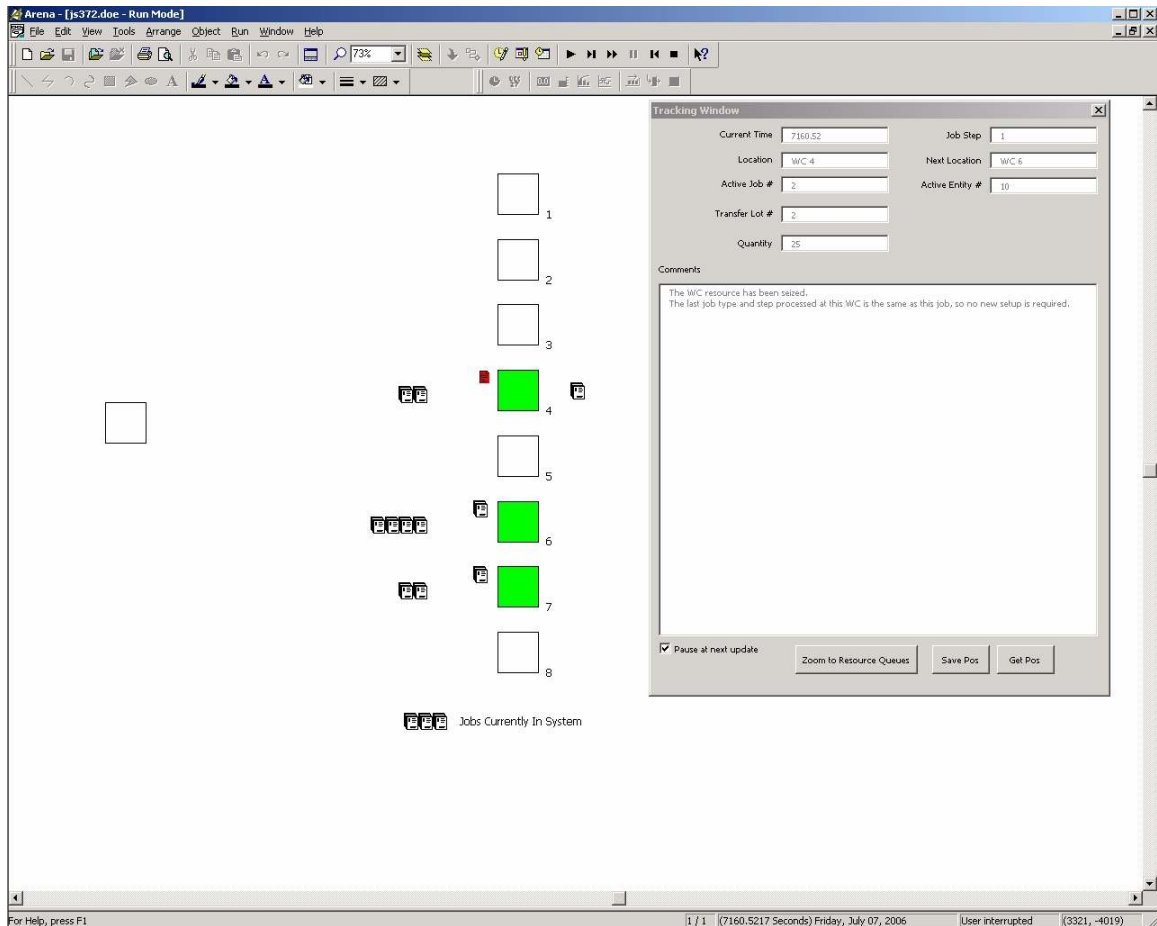 Arena - [js372.doe - Run Mode]
File Edit View Tools Arrange Object Run Window Help
73%
Tracking Window
Current Time 7160.52 Job Step 1
Location WC 4 Next Location WC 6
Active Job # 2 Active Entity # 10
Transfer Lot # 2
Quantity 25
Comments
The WC resource has been seized.
The last job type and step processed at this WC is the same as this job, so no new setup is required.
1
2
3
4
5
6
7
8
Pause at next update
Zoom to Resource Queues Save Pos Get Pos
Jobs Currently In System
For Help, press F1 1 / 1 (7160.5217 Seconds) Friday, July 07, 2006 User interrupted (3321, -4019)